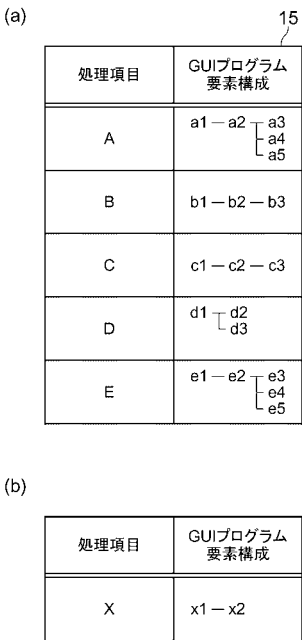 (a)
15
処理項目 GUIプログラム
要素構成
A a1 — a2 — a3
a4
a5
B b1 — b2 — b3
C c1 — c2 — c3
D d1 — d2
d3
E e1 — e2 — e3
e4
e5
(b)
処理項目 GUIプログラム
要素構成
X x1 — x2